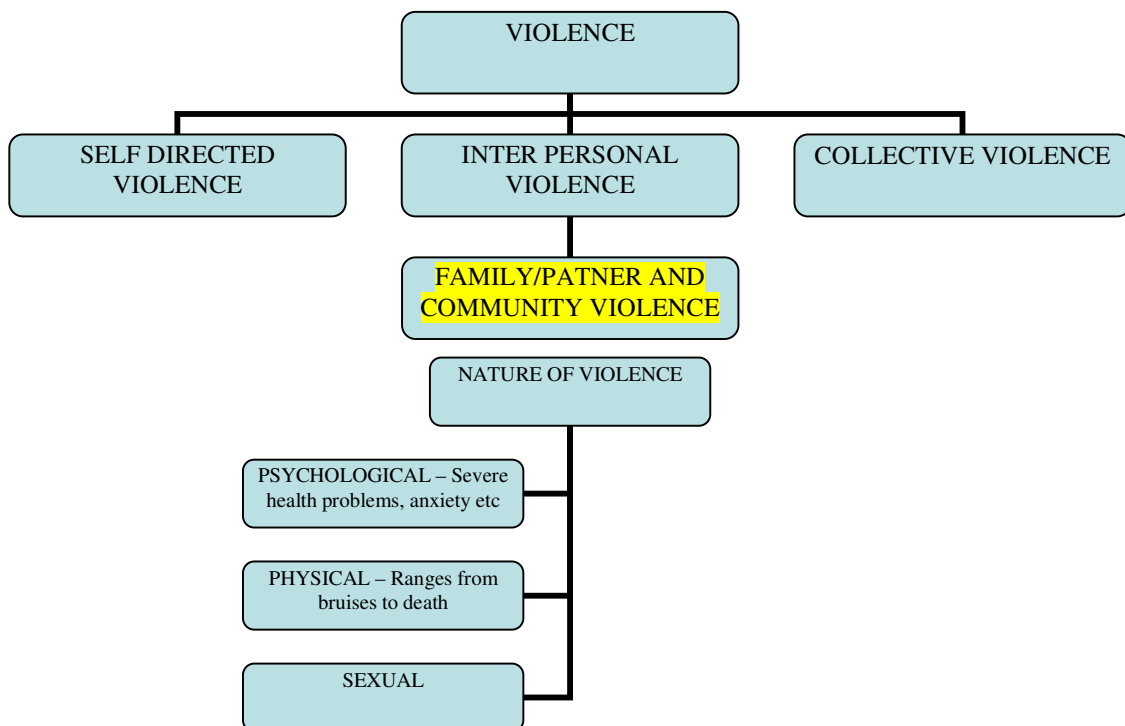 VIOLENCE
SELF DIRECTED
VIOLENCE
INTER PERSONAL
VIOLENCE
COLLECTIVE VIOLENCE
FAMILY/PATNER AND
COMMUNITY VIOLENCE
NATURE OF VIOLENCE
PSYCHOLOGICAL – Severe
health problems, anxiety etc
PHYSICAL – Ranges from
bruises to death
SEXUAL